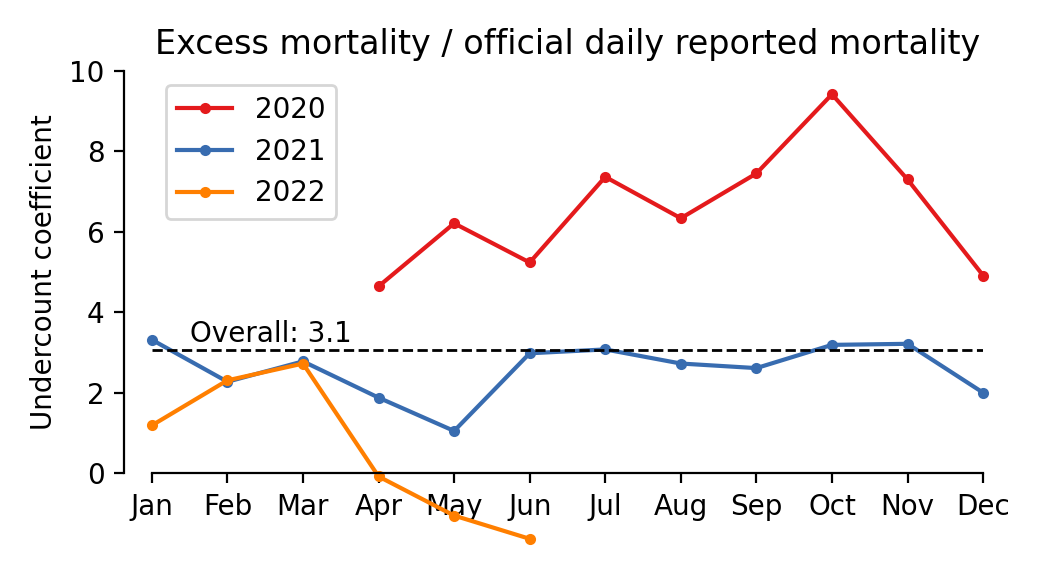 Excess mortality / official daily reported mortality
Undercount coefficient
10
8
6
4
2
0
2020
2021
2022
Overall: 3.1
Jan Feb Mar Apr May Jun Jul Aug Sep Oct Nov Dec